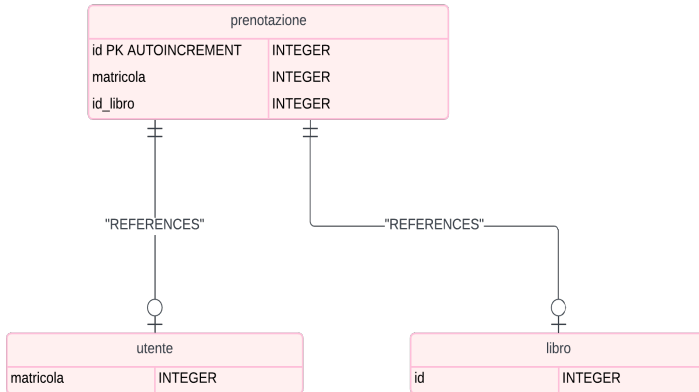 prenotazione
id PK AUTOINCREMENT INTEGER
matricola INTEGER
id_libro INTEGER
"REFERENCES" "REFERENCES"
utente libro
matricola INTEGER id INTEGER